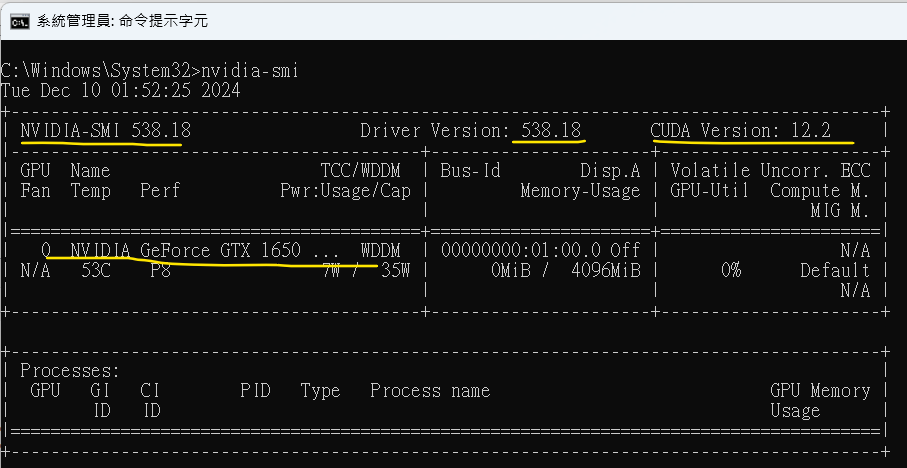 系統管理員: 命令提示字元
C:\Windows\System32>nvidia-smi
Tue Dec 10 01:52:25 2024
+-----------------------------------------------------------------------------+
| NVIDIA-SMI 538.18                 Driver Version: 538.18       CUDA Version: 12.2     |
|-----------------------------------------+----------------------+----------------------+
| GPU  Name                     TCC/WDDM  | Bus-Id        Disp.A | Volatile Uncorr. ECC |
| Fan  Temp   Perf          Pwr:Usage/Cap |         Memory-Usage | GPU-Util  Compute M. |
|                                         |                      |               MIG M. |
|=========================================+======================+======================|
|   0  NVIDIA GeForce GTX 1650 ...  WDDM  | 00000000:01:00.0 Off |                  N/A |
| N/A   53C    P8               7W /  35W |      0MiB /  4096MiB |      0%      Default |
|                                         |                      |                  N/A |
+-----------------------------------------+----------------------+----------------------+
+---------------------------------------------------------------------------------------+
| Processes:                                                                            |
|  GPU   GI   CI        PID   Type   Process name                            GPU Memory |
|        ID   ID                                                             Usage      |
|=======================================================================================|
+---------------------------------------------------------------------------------------+